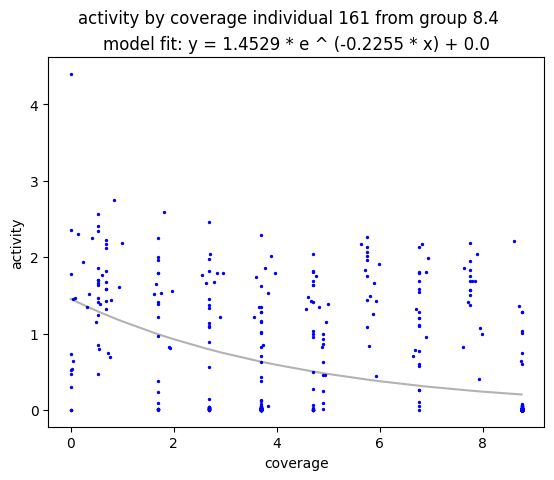 activity by coverage individual 161 from group 8.4
model fit: y = 1.4529 * e ^ (-0.2255 * x) + 0.0
4
3
2
1
0
activity
0 2 4 6 8
coverage